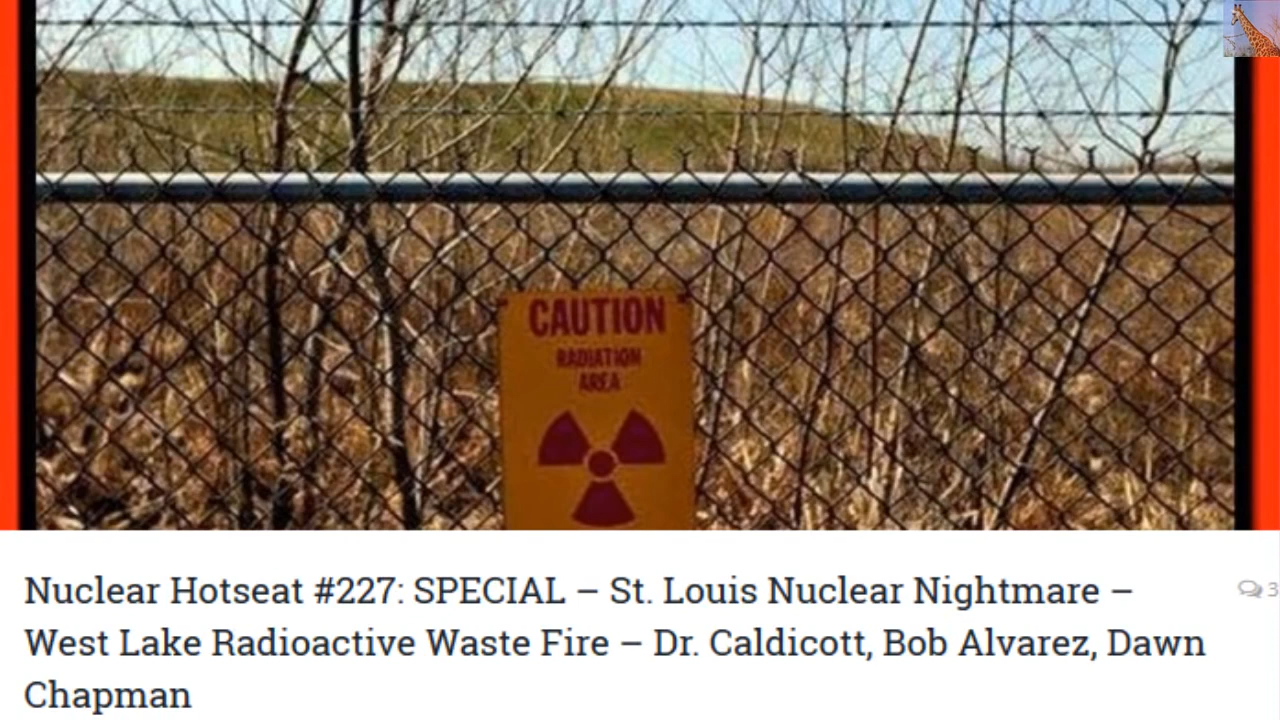 CAUTION
RADIATION
AREA
Nuclear Hotseat #227: SPECIAL – St. Louis Nuclear Nightmare –
3
West Lake Radioactive Waste Fire – Dr. Caldicott, Bob Alvarez, Dawn
Chapman